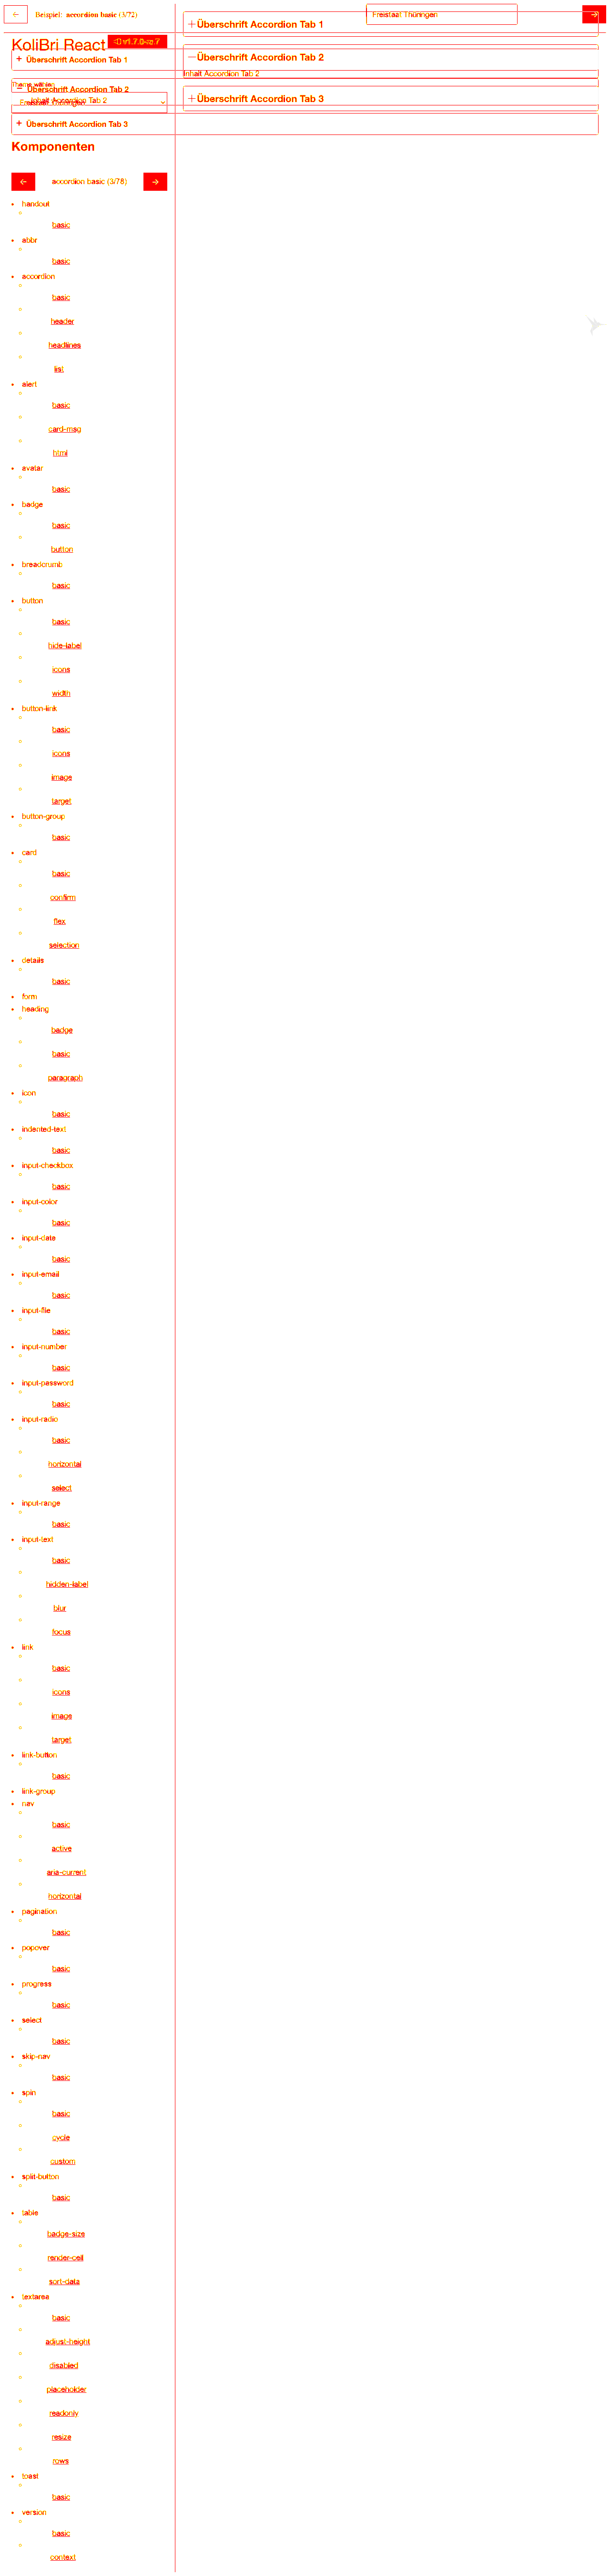 Beispiel: accordion basic (3/72)
Freistaat Thüringen
KoliBri React
v1.7.0-rc.7
Überschrift Accordion Tab 1
Überschrift Accordion Tab 1
Überschrift Accordion Tab 2
Inhalt Accordion Tab 2
Überschrift Accordion Tab 2
Inhalt Accordion Tab 2
Überschrift Accordion Tab 3
Überschrift Accordion Tab 3
Komponenten
accordion basic (3/78)
handout
basic
abbr
basic
accordion
basic
header
headlines
list
alert
basic
card-msg
html
avatar
basic
badge
basic
button
breadcrumb
basic
button
basic
hide-label
icons
width
button-link
basic
icons
image
target
button-group
basic
card
basic
confirm
flex
selection
details
basic
form
heading
badge
basic
paragraph
icon
basic
indented-text
basic
input-checkbox
basic
input-color
basic
input-date
basic
input-email
basic
input-file
basic
input-number
basic
input-password
basic
input-radio
basic
horizontal
select
input-range
basic
input-text
basic
hidden-label
blur
focus
link
basic
icons
image
target
link-button
basic
link-group
nav
basic
active
aria-current
horizontal
pagination
basic
popover
basic
progress
basic
select
basic
skip-nav
basic
spin
basic
cycle
custom
split-button
basic
table
badge-size
render-cell
sort-data
textarea
basic
adjust-height
disabled
placeholder
readonly
resize
rows
toast
basic
version
basic
context